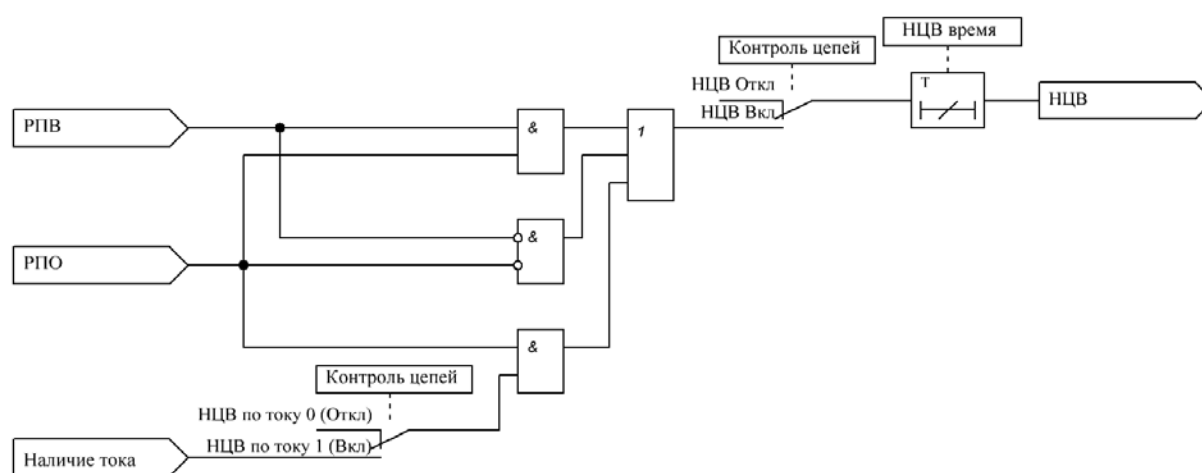 НЦВ время
Контроль цепей
T
НЦВ Откл
НЦВ Вкл
НЦВ
РПВ
&
1
&
РПО
&
Контроль цепей
НЦВ по току 0 (Откл)
НЦВ по току 1 (Вкл)
Наличие тока